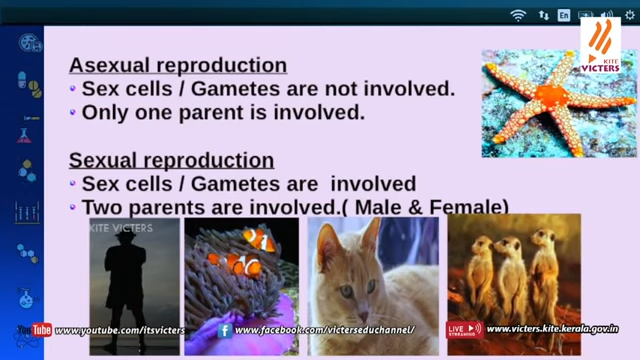 En
KITE
VICTERS
Asexual reproduction
Sex cells / Gametes are not involved.
Only one parent is involved.
Sexual reproduction
Sex cells / Gametes are involved
Two parents are involved.( Male & Female)
KITE VICTERS
You Tube www.youtube.com/itsvicters
f www.facebook.com/victerseduchannel/
LIVE STREAMING www.victers.kite.kerala.gov.in